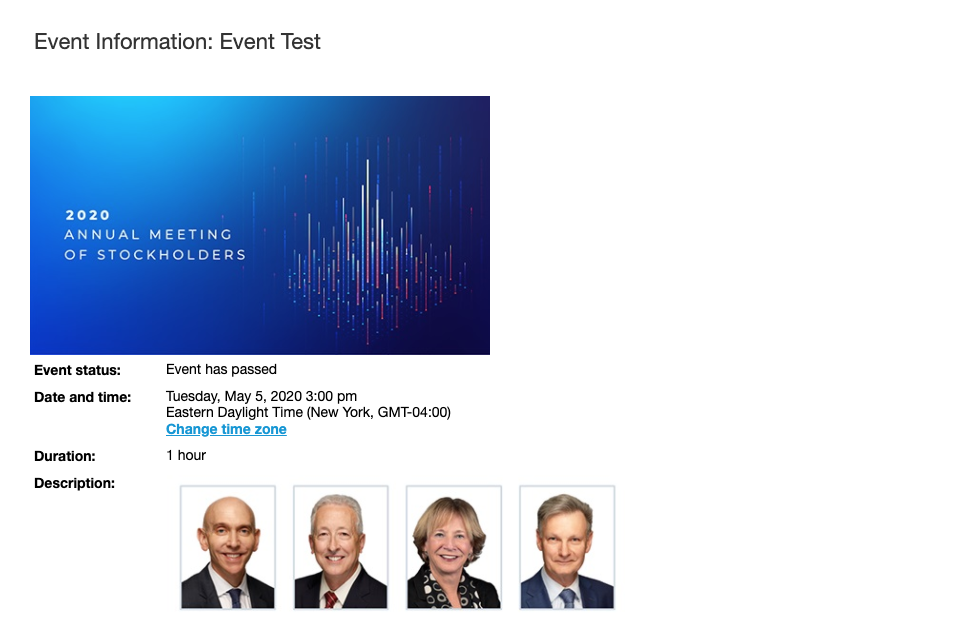 Event Information: Event Test
2020
ANNUAL MEETING
OF STOCKHOLDERS
Event status: Event has passed
Date and time: Tuesday, May 5, 2020 3:00 pm
Eastern Daylight Time (New York, GMT-04:00)
Change time zone
Duration: 1 hour
Description: